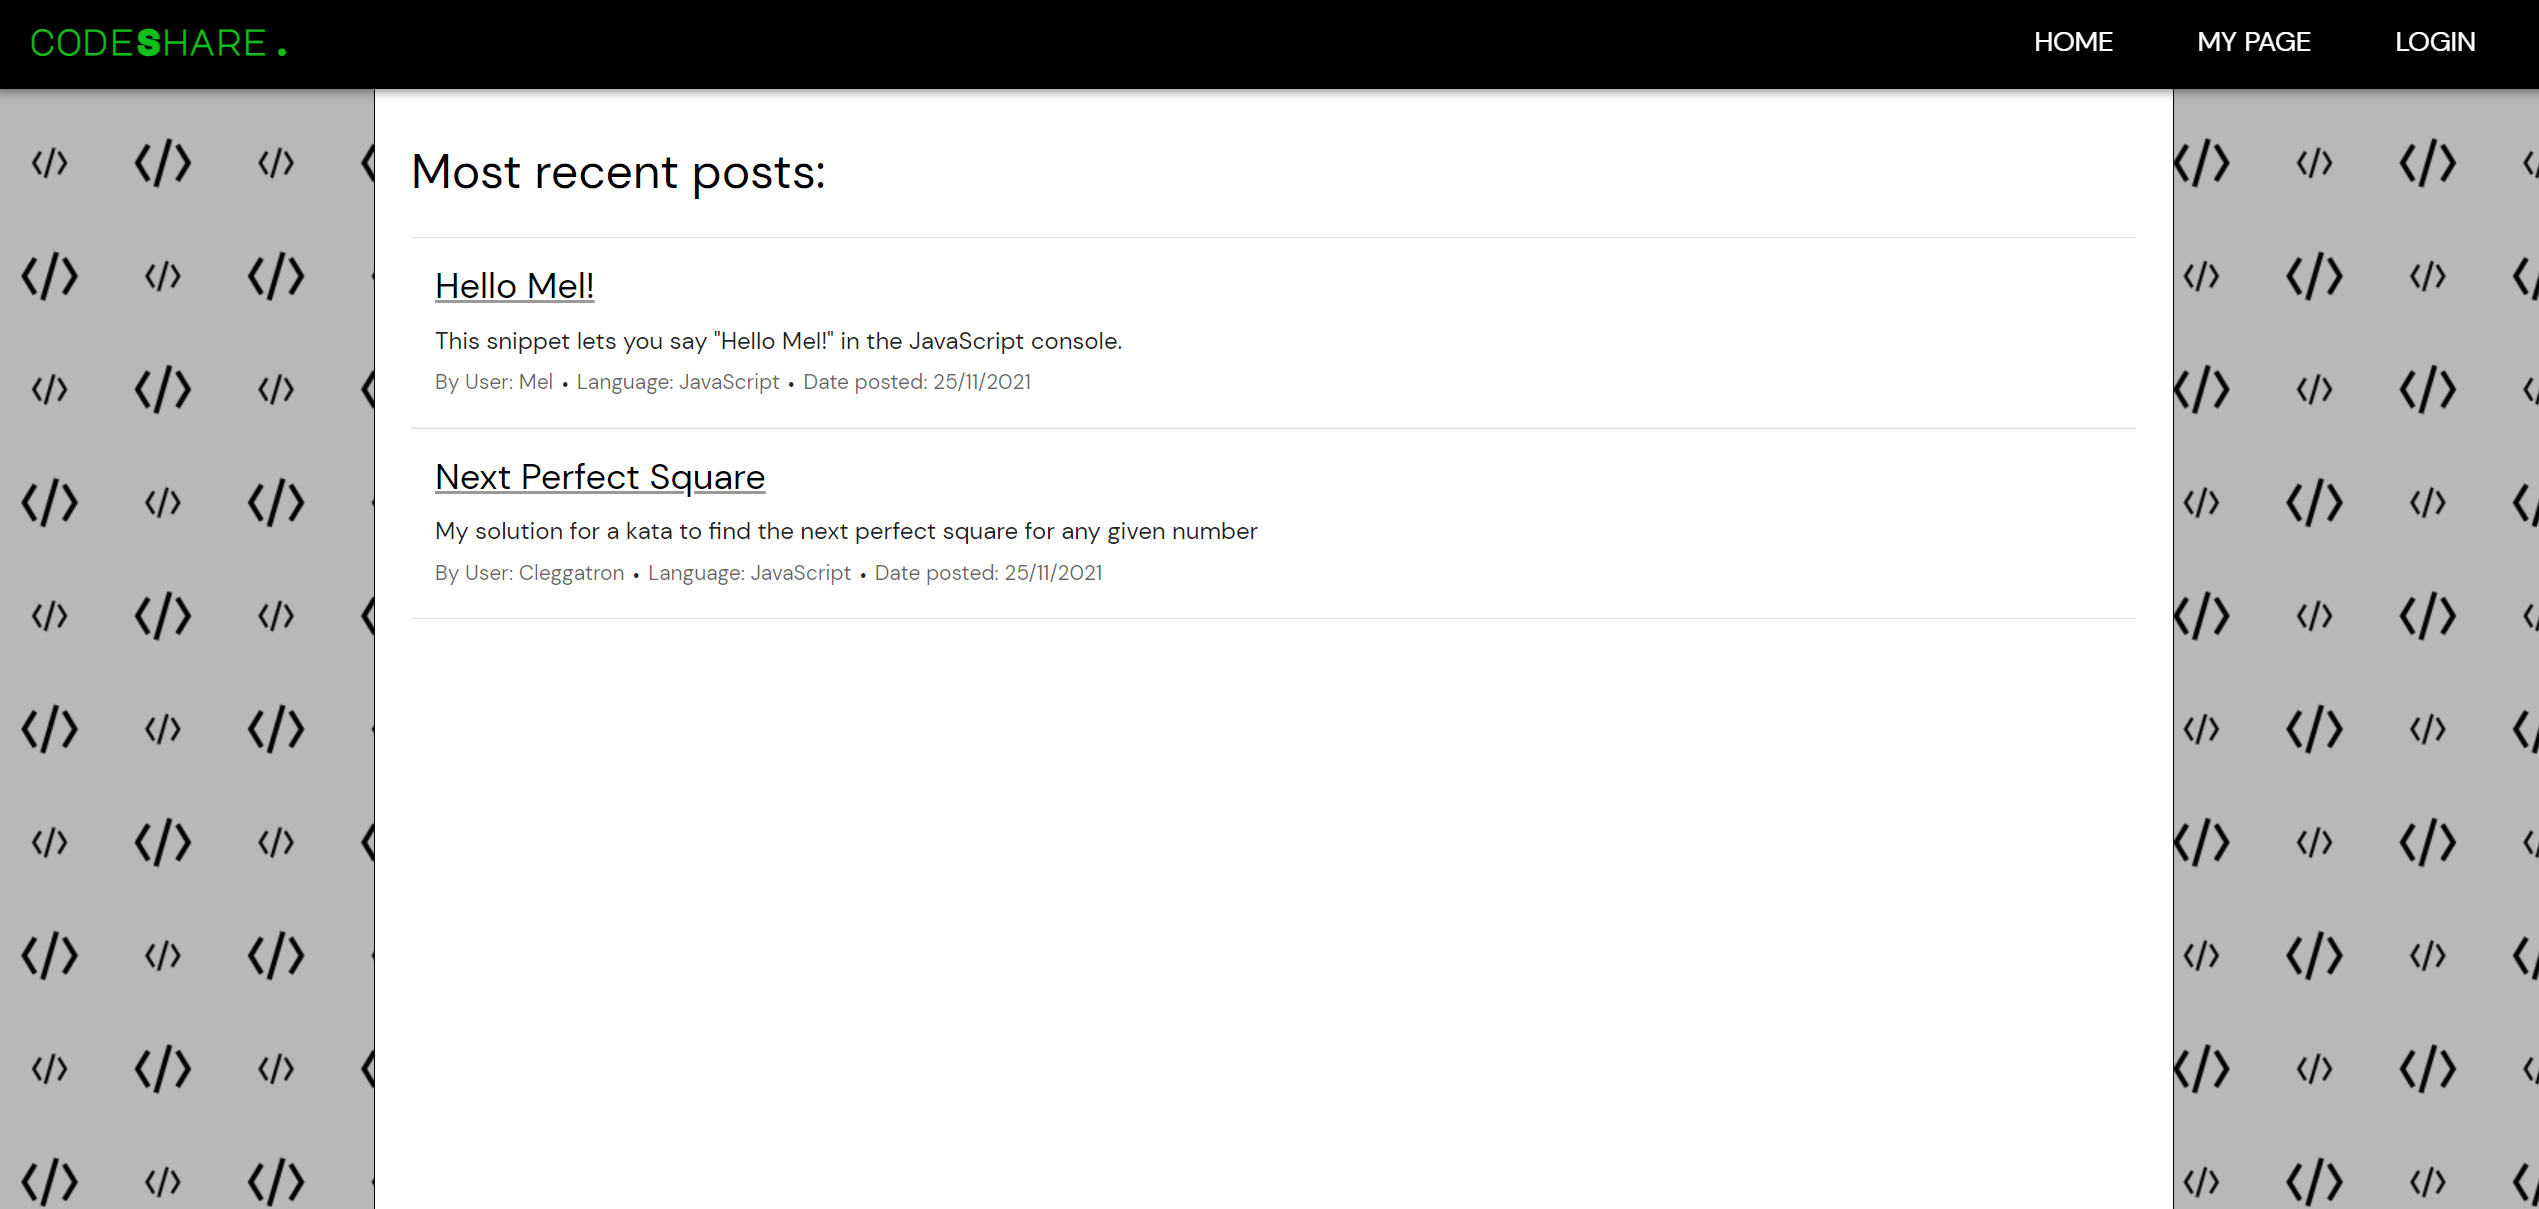 CODESHARE.
HOME MY PAGE LOGIN
Most recent posts:
Hello Mel!
This snippet lets you say "Hello Mel!" in the JavaScript console.
By User: Mel • Language: JavaScript • Date posted: 25/11/2021
Next Perfect Square
My solution for a kata to find the next perfect square for any given number
By User: Cleggatron • Language: JavaScript • Date posted: 25/11/2021